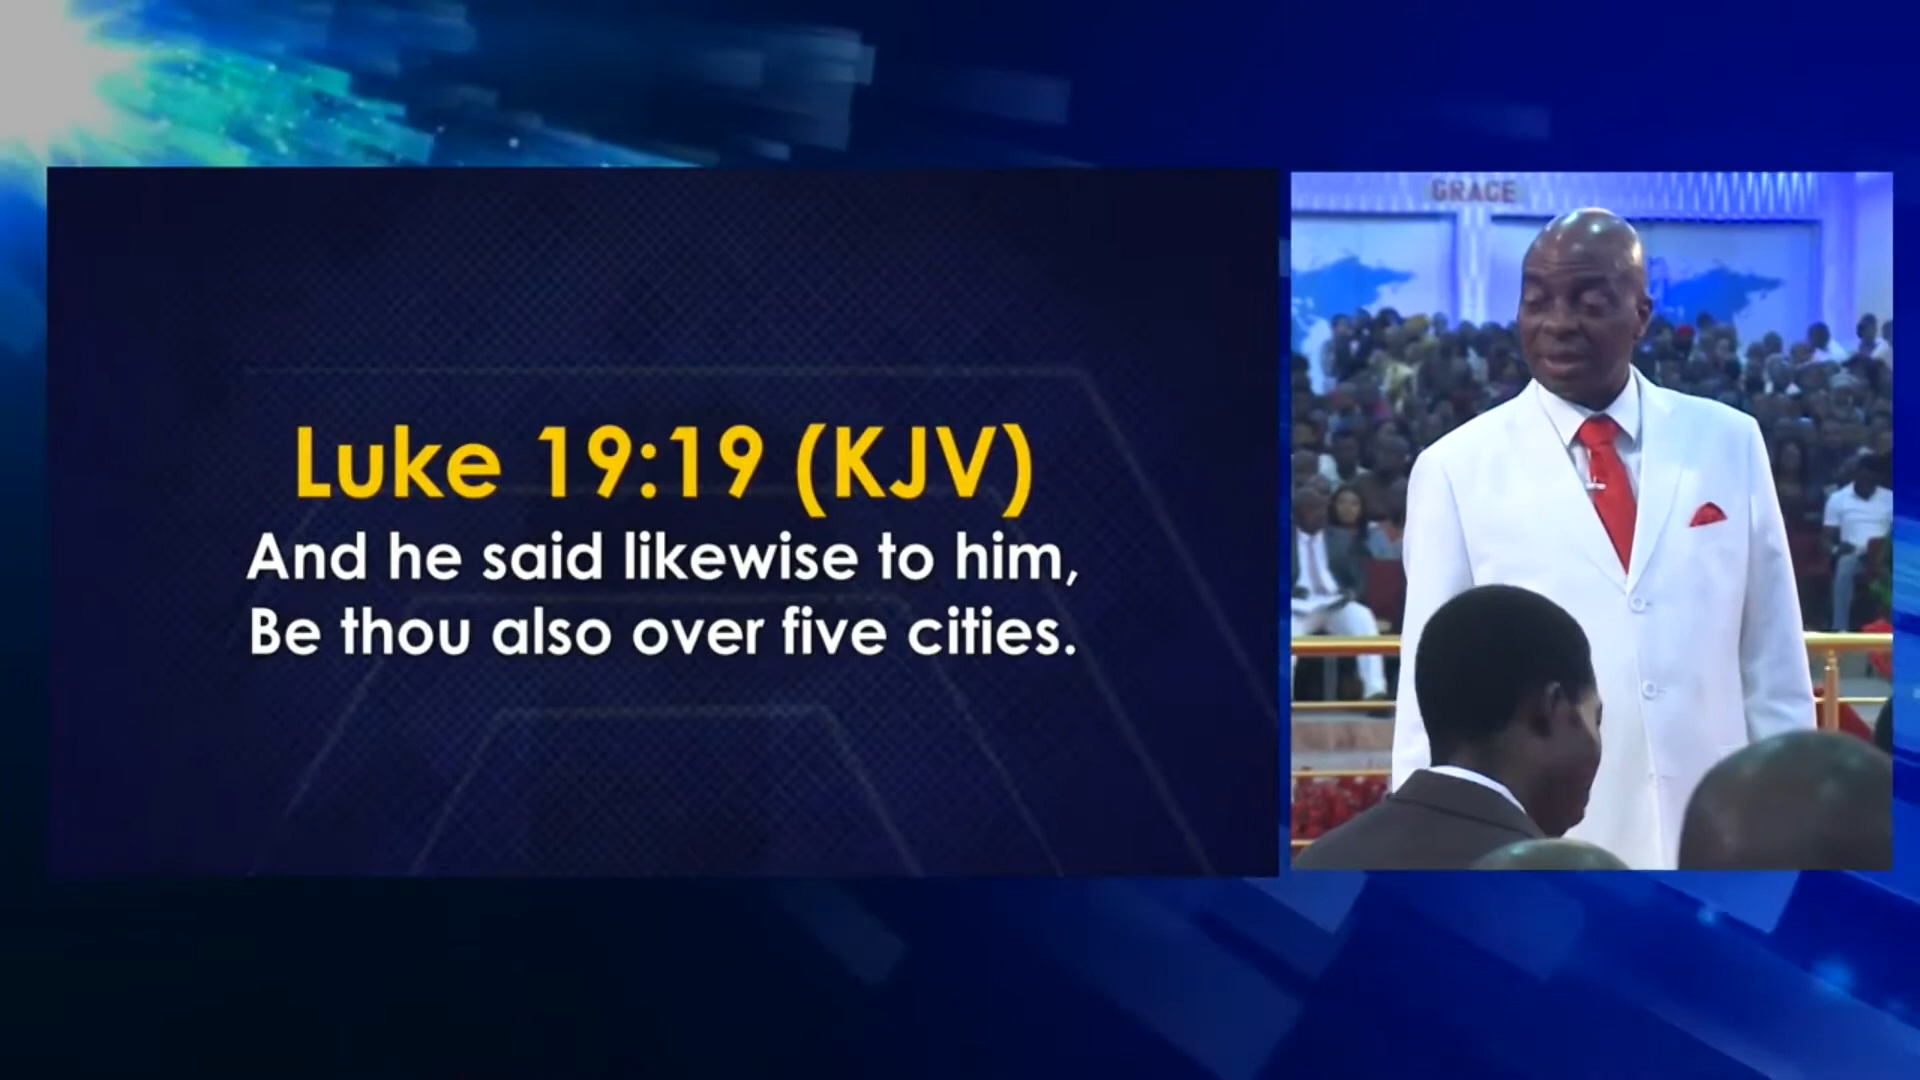 Luke 19:19 (KJV)
And he said likewise to him,
Be thou also over five cities.
GRACE